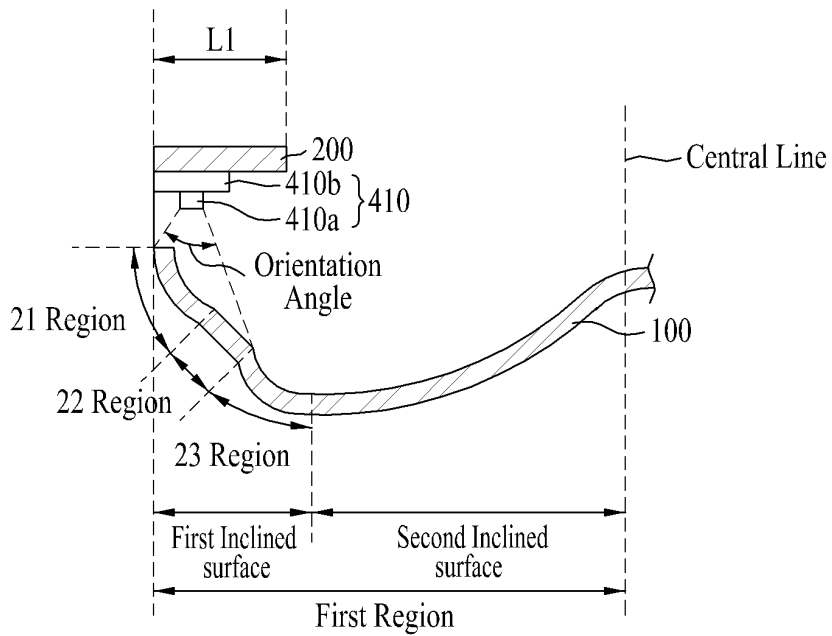 L1
200
410b
410
410a
Central Line
Orientation
Angle
21 Region
100
22 Region
23 Region
First Inclined
surface
Second Inclined
surface
First Region